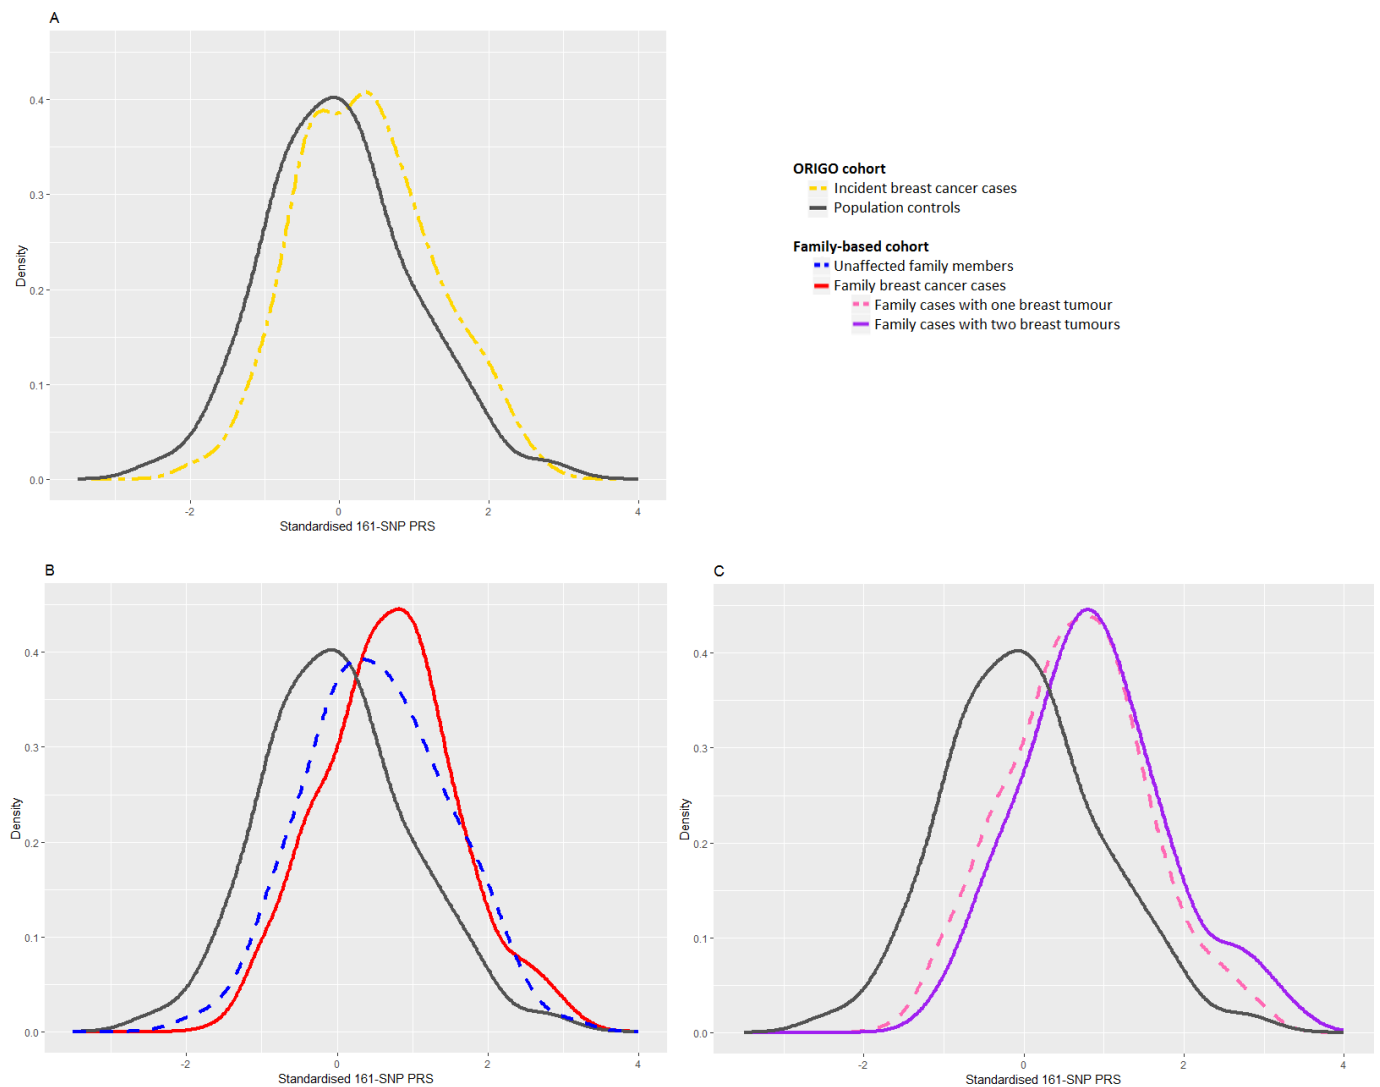 A
0.4
0.3
0.2
0.1
0.0
Density
-2
0
2
4
Standardised 161-SNP PRS
ORIGO cohort
Incident breast cancer cases
Population controls
Family-based cohort
Unaffected family members
Family breast cancer cases
Family cases with one breast tumour
Family cases with two breast tumours
B
0.4
0.3
0.2
0.1
0.0
Density
-2
0
2
4
Standardised 161-SNP PRS
C
0.4
0.3
0.2
0.1
0.0
Density
-2
0
2
4
Standardised 161-SNP PRS